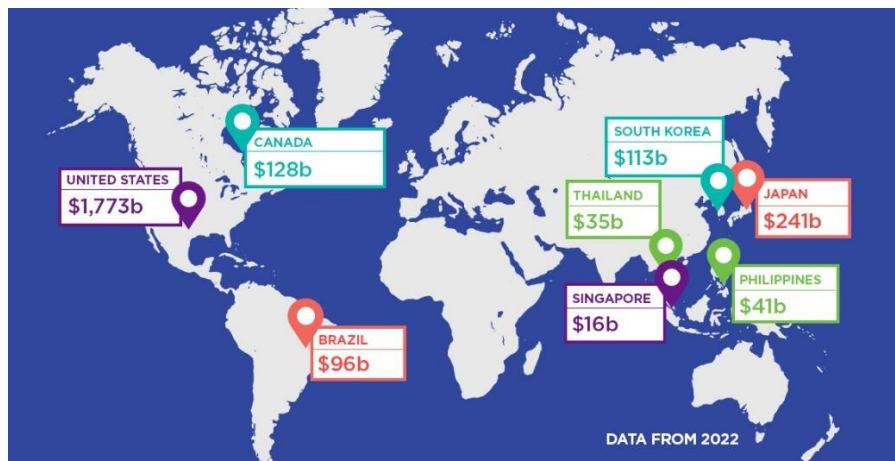 CANADA
$128b
UNITED STATES
$1,773b
BRAZIL
$96b
SOUTH KOREA
$113b
JAPAN
$241b
THAILAND
$35b
PHILIPPINES
$41b
SINGAPORE
$16b
DATA FROM 2022